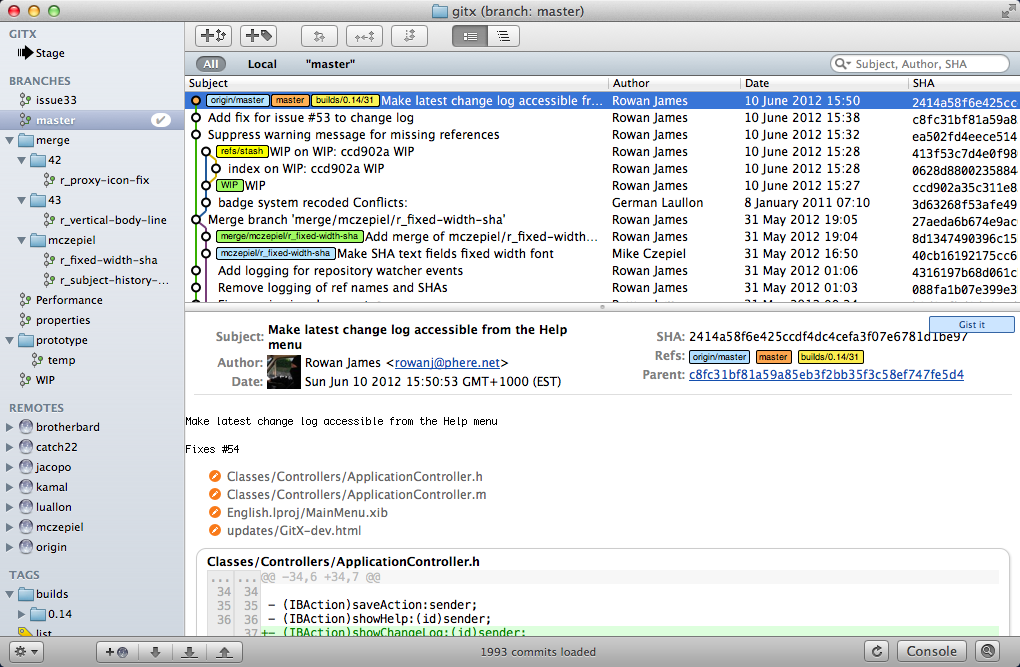 gitx (branch: master)
GITX
Stage
BRANCHES
issue33
master
merge
42
r_proxy-icon-fix
43
r_vertical-body-line
mczepiel
r_fixed-width-sha
r_subject-history-...
Performance
properties
prototype
temp
WIP
REMOTES
brotherbard
catch22
jacopo
kamal
luallon
mczepiel
origin
TAGS
builds
0.14
list
All Local "master" Subject, Author, SHA
Subject Author Date SHA
origin/master master builds/0.14/31 Make latest change log accessible fr... Rowan James 10 June 2012 15:50 2414a58f6e425cc
Add fix for issue #53 to change log Rowan James 10 June 2012 15:38 c8fc31bf81a59a8
Suppress warning message for missing references Rowan James 10 June 2012 15:32 ea502fd4eece514
refs/stash WIP on WIP: ccd902a WIP Rowan James 10 June 2012 15:28 413f53c7d4e0f98
index on WIP: ccd902a WIP Rowan James 10 June 2012 15:28 0628d8800235884
WIP WIP Rowan James 10 June 2012 15:27 ccd902a35c311e8
badge system recoded Conflicts: German Laullon 8 January 2011 07:10 3d63268f53afe49
Merge branch 'merge/mczepiel/r_fixed-width-sha' Rowan James 31 May 2012 19:05 27aeda6b674e9ac
merge/mczepiel/r_fixed-width-sha Add merge of mczepiel/r_fixed-width... Rowan James 31 May 2012 19:04 8d1347490396c15
mczepiel/r_fixed-width-sha Make SHA text fields fixed width font Mike Czepiel 31 May 2012 16:50 40cb16192175cc6
Add logging for repository watcher events Rowan James 31 May 2012 01:06 4316197b68d061c
Remove logging of ref names and SHAs Rowan James 31 May 2012 01:03 088fa1b07e399e3
Gist it
Subject: Make latest change log accessible from the Help menu
Author: Rowan James <rowanj@phere.net>
Date: Sun Jun 10 2012 15:50:53 GMT+1000 (EST)
SHA: 2414a58f6e425ccdf4dc4cefa3f07e6781d1be97
Refs: origin/master master builds/0.14/31
Parent: c8fc31bf81a59a85eb3f2bb35f3c58ef747fe5d4
Make latest change log accessible from the Help menu
Fixes #54
Classes/Controllers/ApplicationController.h
Classes/Controllers/ApplicationController.m
English.lproj/MainMenu.xib
updates/GitX-dev.html
Classes/Controllers/ApplicationController.h
... ... @@ -34,6 +34,7 @@
34 34
35 35 - (IBAction)saveAction:sender;
36 36 - (IBAction)showHelp:(id)sender;
37 +- (IBAction)showChangeLog:(id)sender;
1993 commits loaded
Console